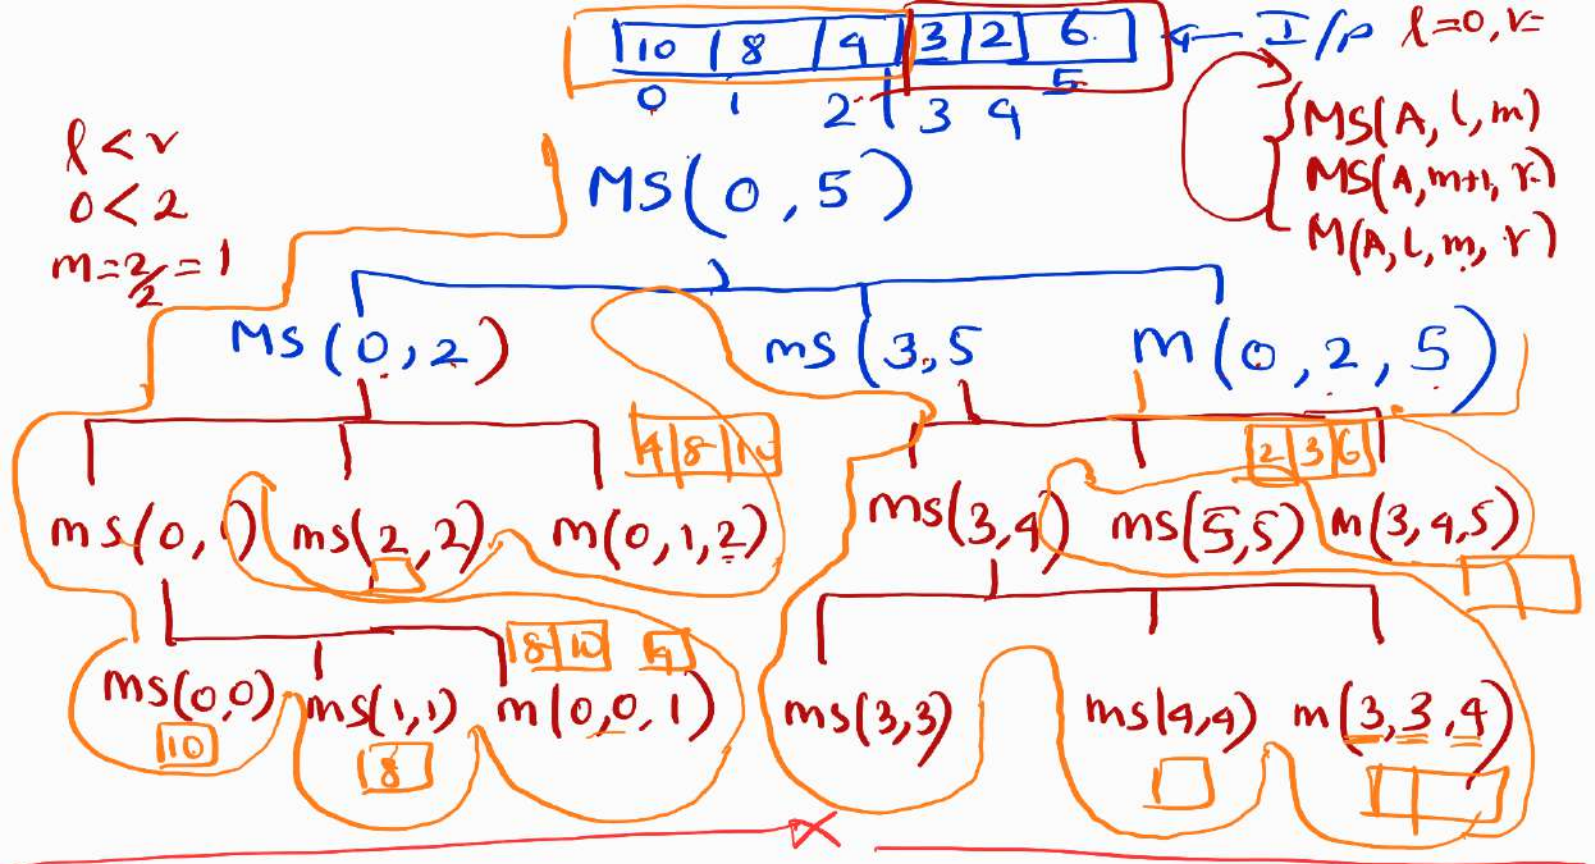 10 8 4 3 2 6 ← I/P l=0, r=
0 1 2 3 4 5
MS(A, l, m)
MS(A, m+1, r)
M(A, l, m, r)
l < r
0 < 2
m = 2/2 = 1
MS(0,5)
MS(0,2) ms(3,5 m(0,2,5)
4 8 10
2 3 6
ms(0,1) ms(2,2) m(0,1,2) ms(3,4) ms(5,5) m(3,4,5)
8 10 4
ms(0,0) ms(1,1) m(0,0,1) ms(3,3) ms(4,4) m(3,3,4)
10 8